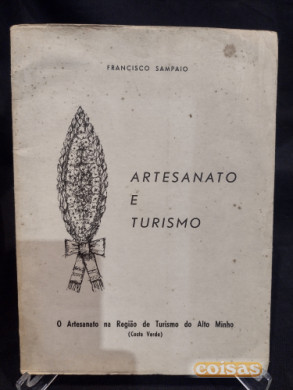 FRANCISCO SAMPAIO
ARTESANATO
E
TURISMO
O Artesanato na Região de Turismo do Alto Minho
(Costa Verde)
coisas